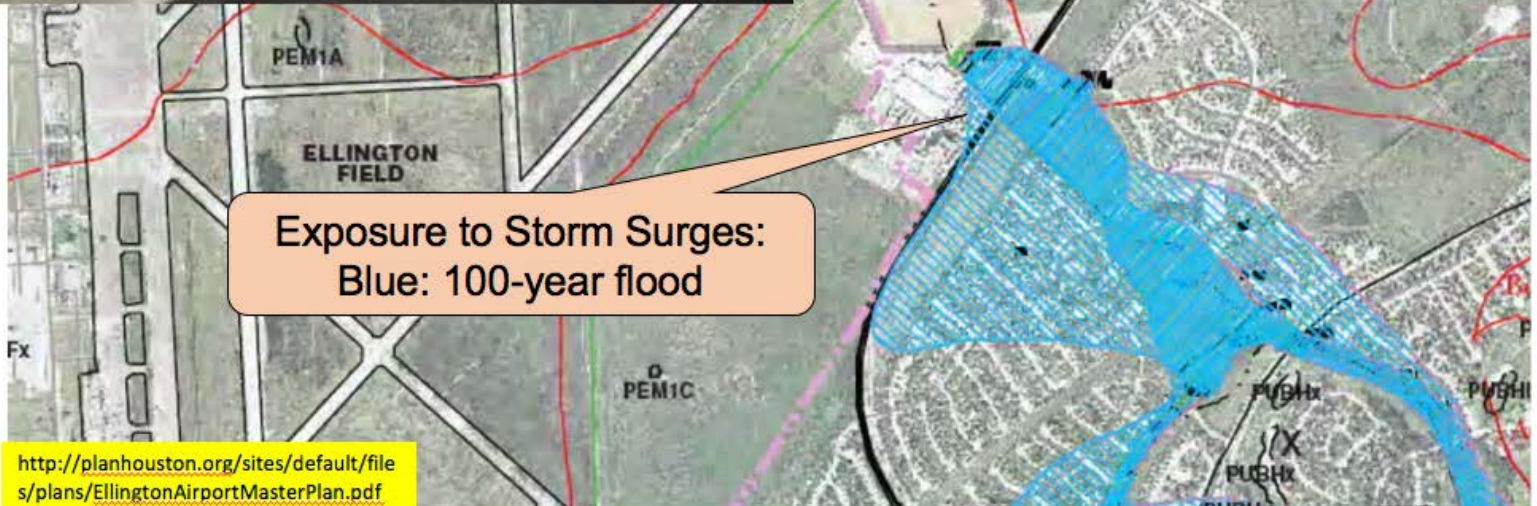 PEM1A
ELLINGTON
FIELD
Exposure to Storm Surges:
Blue: 100-year flood
Fx
PEM1C
PUBHx
X
PUBHx
http://planhouston.org/sites/default/file
s/plans/EllingtonAirportMasterPlan.pdf